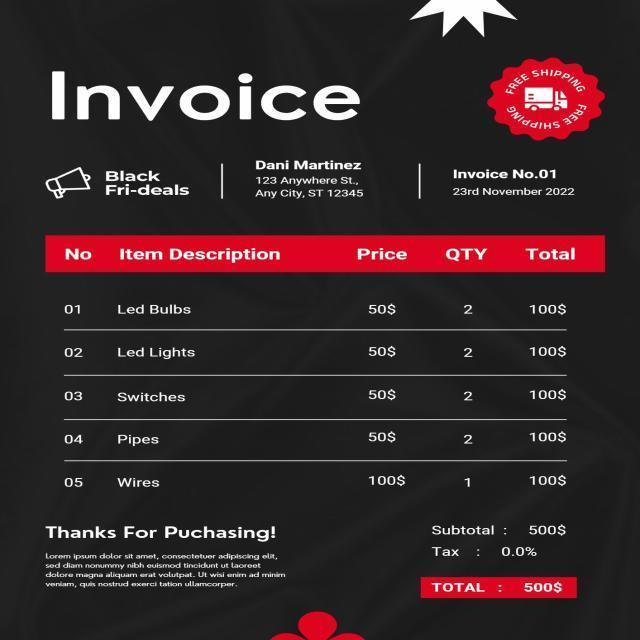 Invoice
FREE SHIPPING
FREE SHIPPING
Black
Fri-deals
Dani Martinez
123 Anywhere St.,
Any City, ST 12345
Invoice No.01
23rd November 2022
No Item Description Price QTY Total
01 Led Bulbs 50$ 2 100$
02 Led Lights 50$ 2 100$
03 Switches 50$ 2 100$
04 Pipes 50$ 2 100$
05 Wires 100$ 1 100$
Thanks For Puchasing!
Lorem ipsum dolor sit amet, consectetuer adipiscing elit,
sed diam nonummy nibh euismod tincidunt ut laoreet
dolore magna aliquam erat volutpat. Ut wisi enim ad minim
veniam, quis nostrud exerci tation ullamcorper.
Subtotal : 500$
Tax : 0.0%
TOTAL : 500$